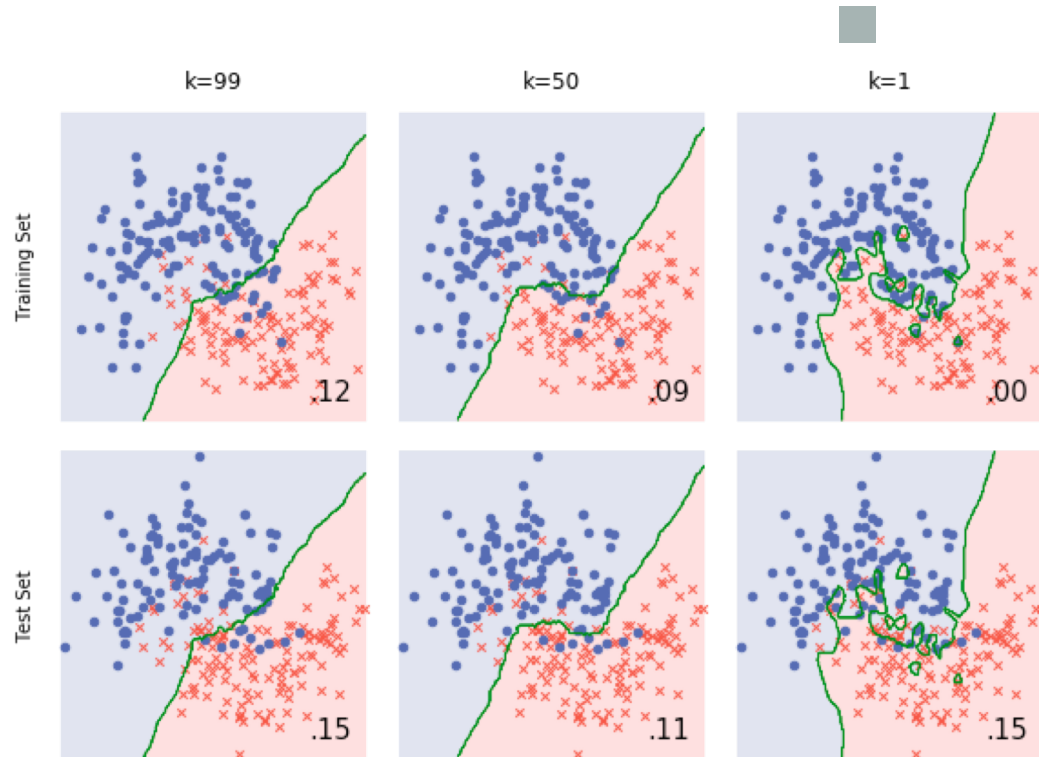 k=99
k=50
k=1
Training Set
.12
.09
.00
Test Set
.15
.11
.15